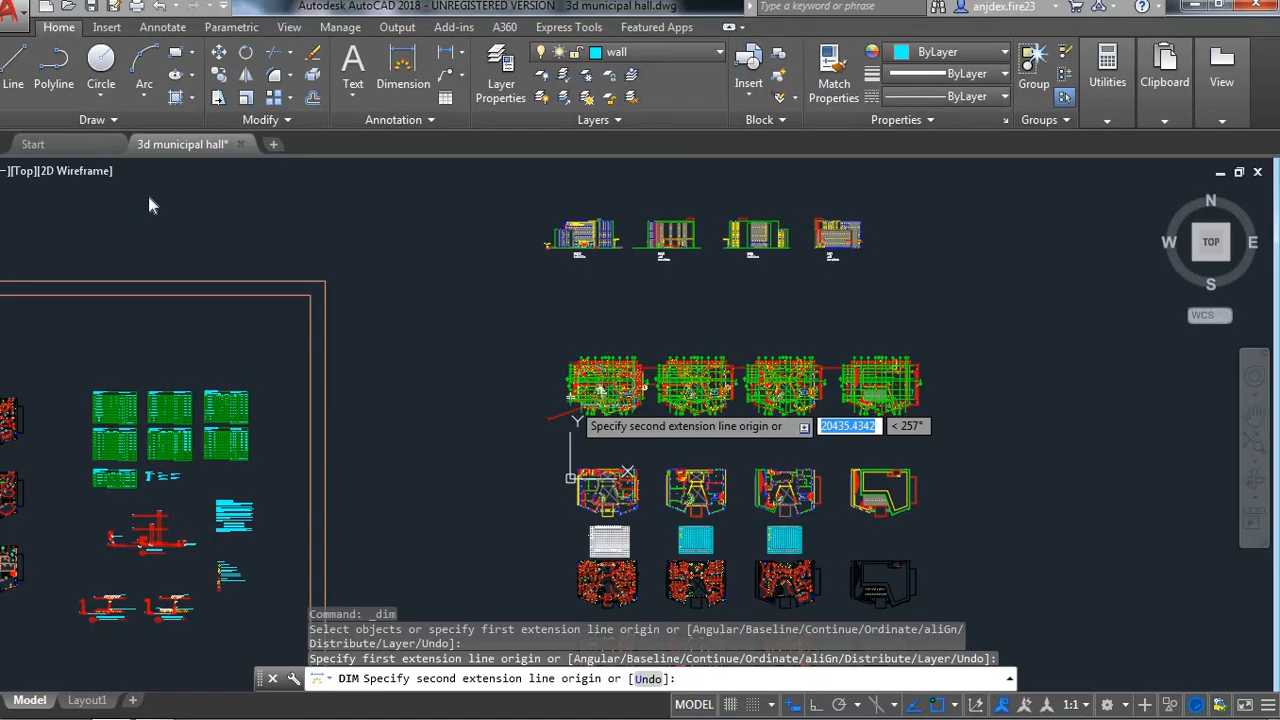 Autodesk AutoCAD 2018 - UNREGISTERED VERSION 3d municipal hall.dwg
Type a keyword or phrase
anjdex.fire23
Home Insert Annotate Parametric View Manage Output Add-ins A360 Express Tools Featured Apps
wall
ByLayer
ByLayer
ByLayer
Line Polyline Circle Arc
Text Dimension
Layer Properties
Insert
Match Properties
Group
Utilities
Clipboard
View
Draw Modify Annotation Layers Block Properties Groups
Start 3d municipal hall*
–][Top][2D Wireframe]
N
W TOP E
S
WCS
Y
Specify second extension line origin or 20435.4342 < 257°
Command: _dim
Select objects or specify first extension line origin or [Angular/Baseline/Continue/Ordinate/aliGn/
Distribute/Layer/Undo]:
Specify first extension line origin or [Angular/Baseline/Continue/Ordinate/aliGn/Distribute/Layer/Undo]:
DIM Specify second extension line origin or [Undo]:
Model Layout1
MODEL 1:1